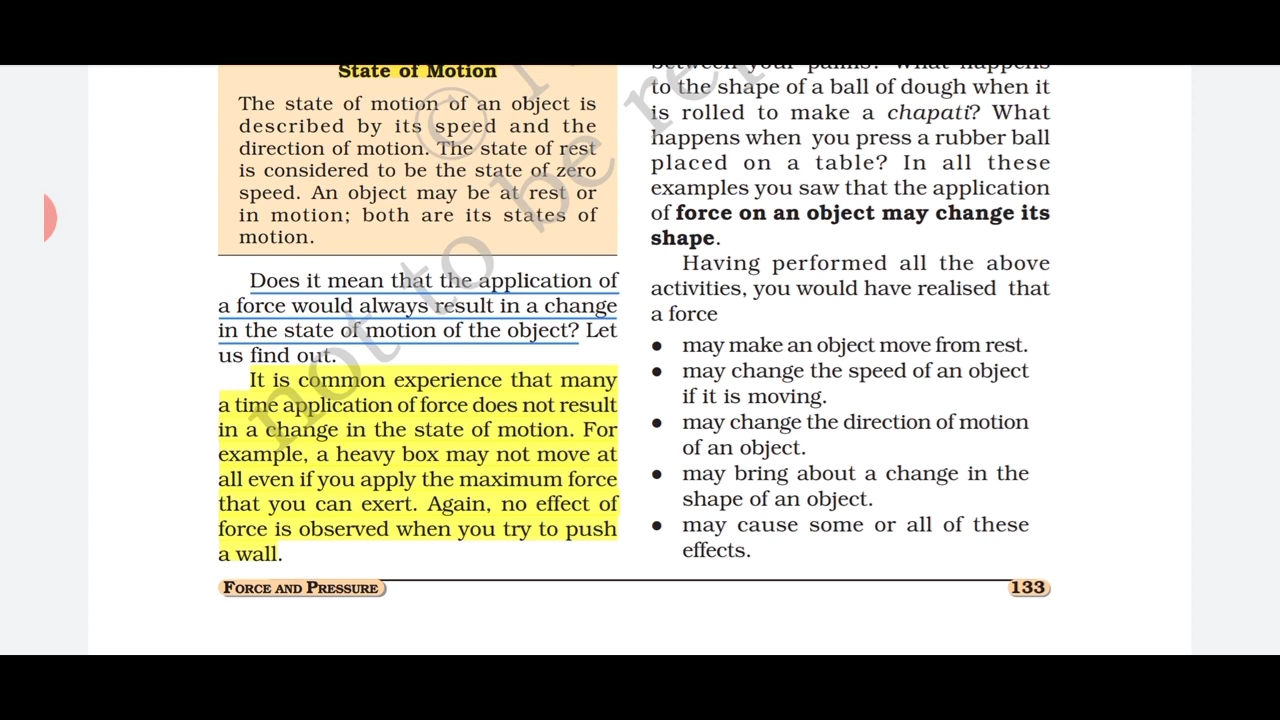 State of Motion
The state of motion of an object is
described by its speed and the
direction of motion. The state of rest
is considered to be the state of zero
speed. An object may be at rest or
in motion; both are its states of
motion.
Does it mean that the application of
a force would always result in a change
in the state of motion of the object? Let
us find out.
It is common experience that many
a time application of force does not result
in a change in the state of motion. For
example, a heavy box may not move at
all even if you apply the maximum force
that you can exert. Again, no effect of
force is observed when you try to push
a wall.
between your palms? What happens
to the shape of a ball of dough when it
is rolled to make a chapati? What
happens when you press a rubber ball
placed on a table? In all these
examples you saw that the application
of force on an object may change its
shape.
Having performed all the above
activities, you would have realised that
a force
• may make an object move from rest.
• may change the speed of an object
if it is moving.
• may change the direction of motion
of an object.
• may bring about a change in the
shape of an object.
• may cause some or all of these
effects.
FORCE AND PRESSURE
133
© 
not to be rep